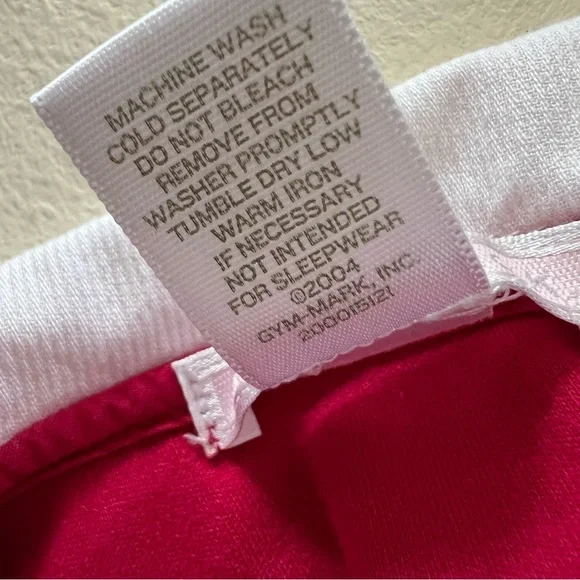 MACHINE WASH
COLD SEPARATELY
DO NOT BLEACH
REMOVE FROM
WASHER PROMPTLY
TUMBLE DRY LOW
WARM IRON
IF NECESSARY
NOT INTENDED
FOR SLEEPWEAR
©2004
GYM-MARK, INC.
200015121